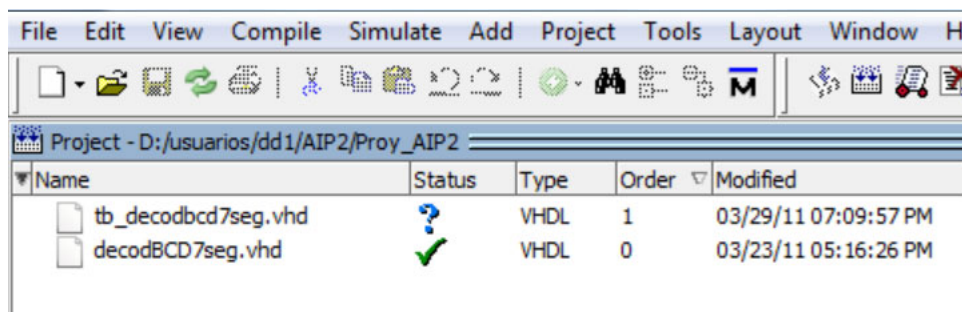 File Edit View Compile Simulate Add Project Tools Layout Window H
M
Project - D:/usuarios/dd1/AIP2/Proy_AIP2
Name Status Type Order Modified
tb_decodbcd7seg.vhd ? VHDL 1 03/29/11 07:09:57 PM
decodBCD7seg.vhd VHDL 0 03/23/11 05:16:26 PM